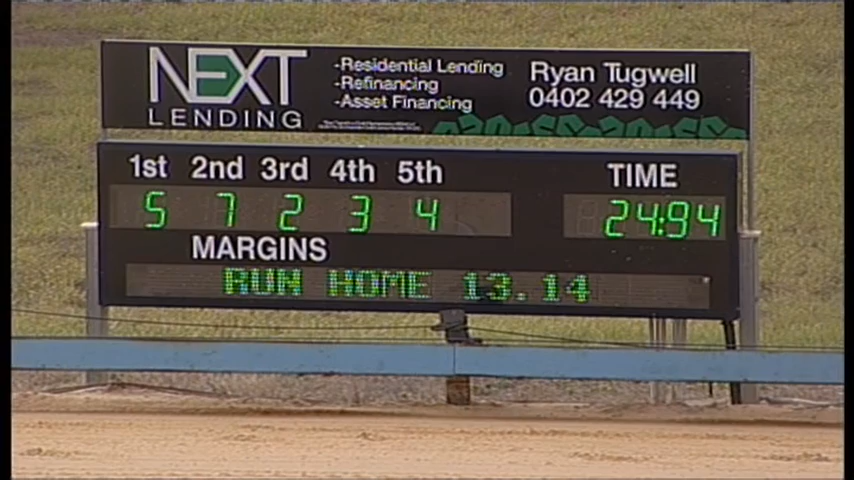 NEXT
LENDING
-Residential Lending
-Refinancing
-Asset Financing
Ryan Tugwell
0402 429 449
1st 2nd 3rd 4th 5th TIME
5 7 2 3 4 24:94
MARGINS
RUN HOME 13.14